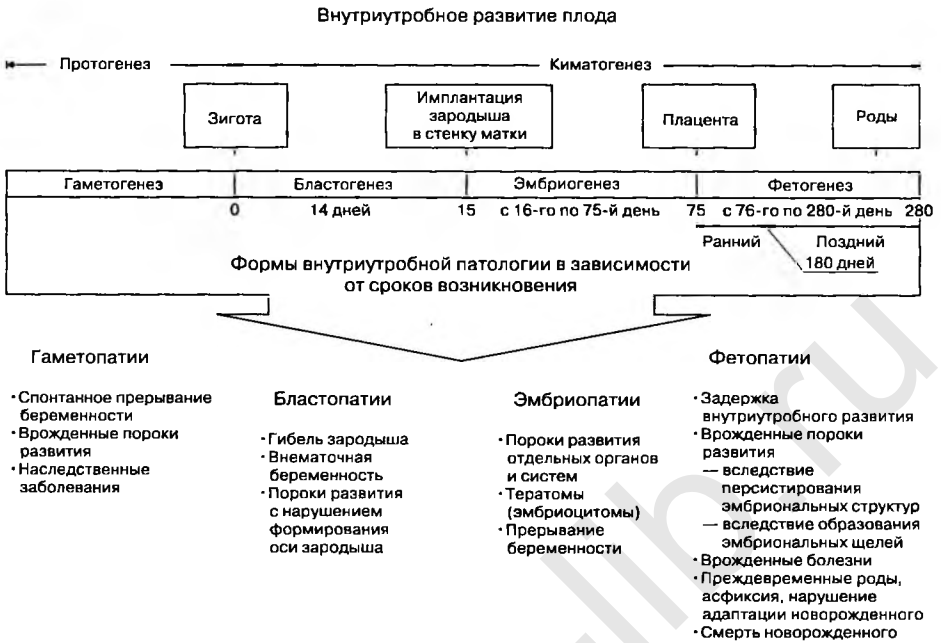 Внутриутробное развитие плода
Протогенез
Киматогенез
Зигота
Имплантация
зародыша
в стенку матки
Плацента
Роды
Гаметогенез
Бластогенез
Эмбриогенез
Фетогенез
0
14 дней
15
с 16-го по 75-й день
75
с 76-го по 280-й день
280
Ранний
Поздний
180 дней
Формы внутриутробной патологии в зависимости
от сроков возникновения
Гаметопатии
·Спонтанное прерывание
беременности
·Врожденные пороки
развития
·Наследственные
заболевания
Бластопатии
·Гибель зародыша
·Внематочная
беременность
·Пороки развития
с нарушением
формирования
оси зародыша
Эмбриопатии
·Пороки развития
отдельных органов
и систем
·Тератомы
(эмбриоцитомы)
·Прерывание
беременности
Фетопатии
·Задержка
внутриутробного развития
·Врожденные пороки
развития
— вследствие
персистирования
эмбриональных структур
— вследствие образования
эмбриональных щелей
·Врожденные болезни
·Преждевременные роды,
асфиксия, нарушение
адаптации новорожденного
·Смерть новорожденного
lib.ru